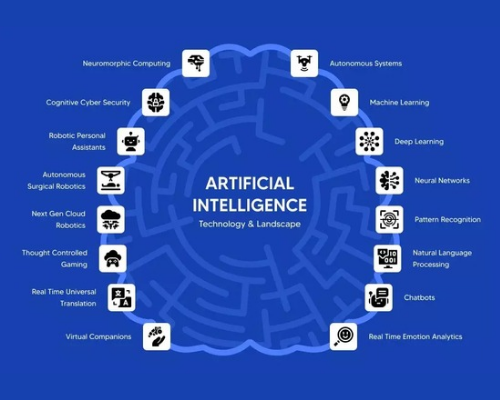 Neuromorphic Computing
Autonomous Systems
Cognitive Cyber Security
Machine Learning
Robotic Personal
Assistants
Deep Learning
Autonomous
Surgical Robotics
Neural Networks
ARTIFICIAL
INTELLIGENCE
Technology & Landscape
Next Gen Cloud
Robotics
Pattern Recognition
Thought Controlled
Gaming
Natural Language
Processing
Real Time Universal
Translation
Chatbots
Virtual Companions
Real Time Emotion Analytics